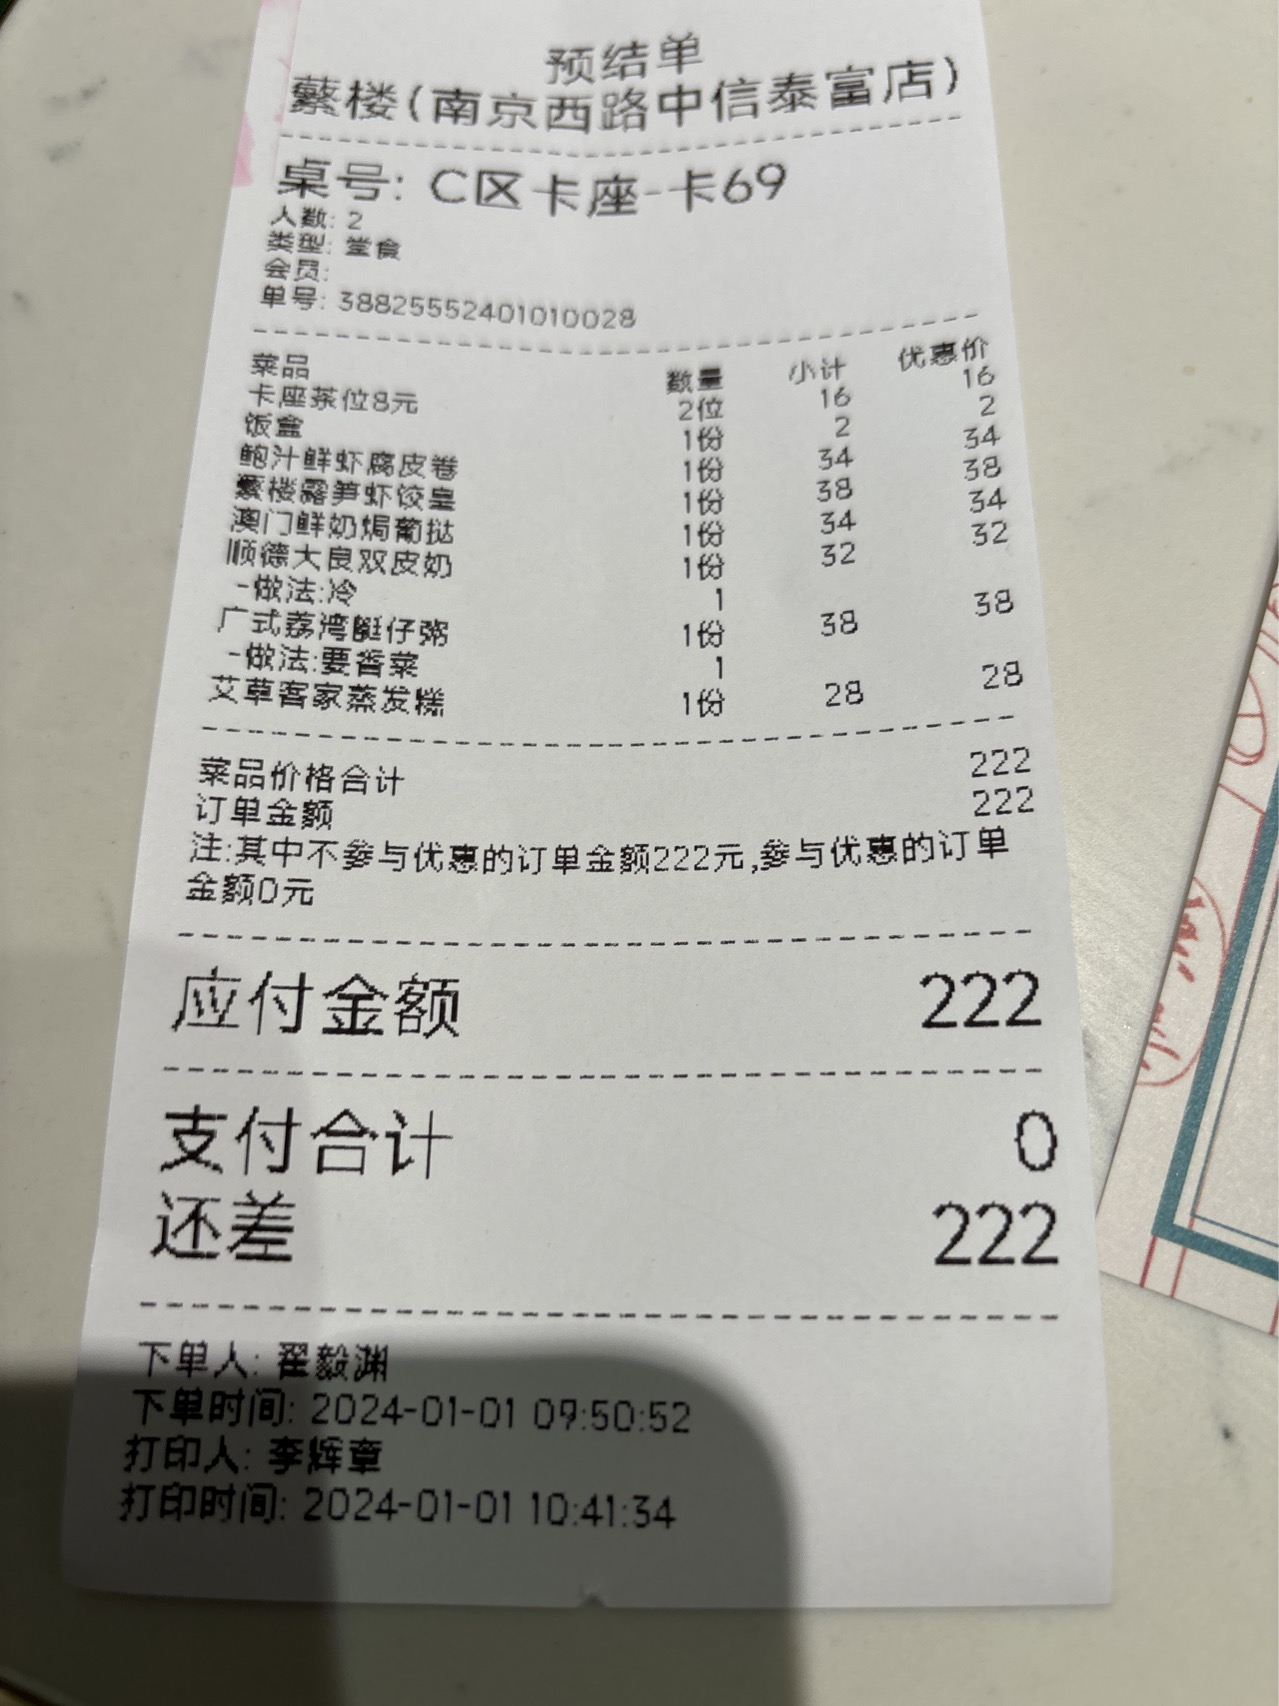 预结单
蘩楼(南京西路中信泰富店)
桌号: C区卡座-卡69
人数: 2
类型: 堂食
会员:
单号: 38825552401010028
菜品 数量 小计 优惠价
卡座茶位8元 2位 16 16
饭盒 1份 2 2
鲍汁鲜虾腐皮卷 1份 34 34
蘩楼露笋虾饺皇 1份 38 38
澳门鲜奶焗葡挞 1份 34 34
顺德大良双皮奶 1份 32 32
-做法:冷 1
广式荔湾艇仔粥 1份 38 38
-做法:要香菜 1
艾草客家蒸发糕 1份 28 28
菜品价格合计 222
订单金额 222
注:其中不参与优惠的订单金额222元,参与优惠的订单
金额0元
应付金额 222
支付合计 0
还差 222
下单人: 翟毅渊
下单时间: 2024-01-01 09:50:52
打印人: 李辉章
打印时间: 2024-01-01 10:41:34